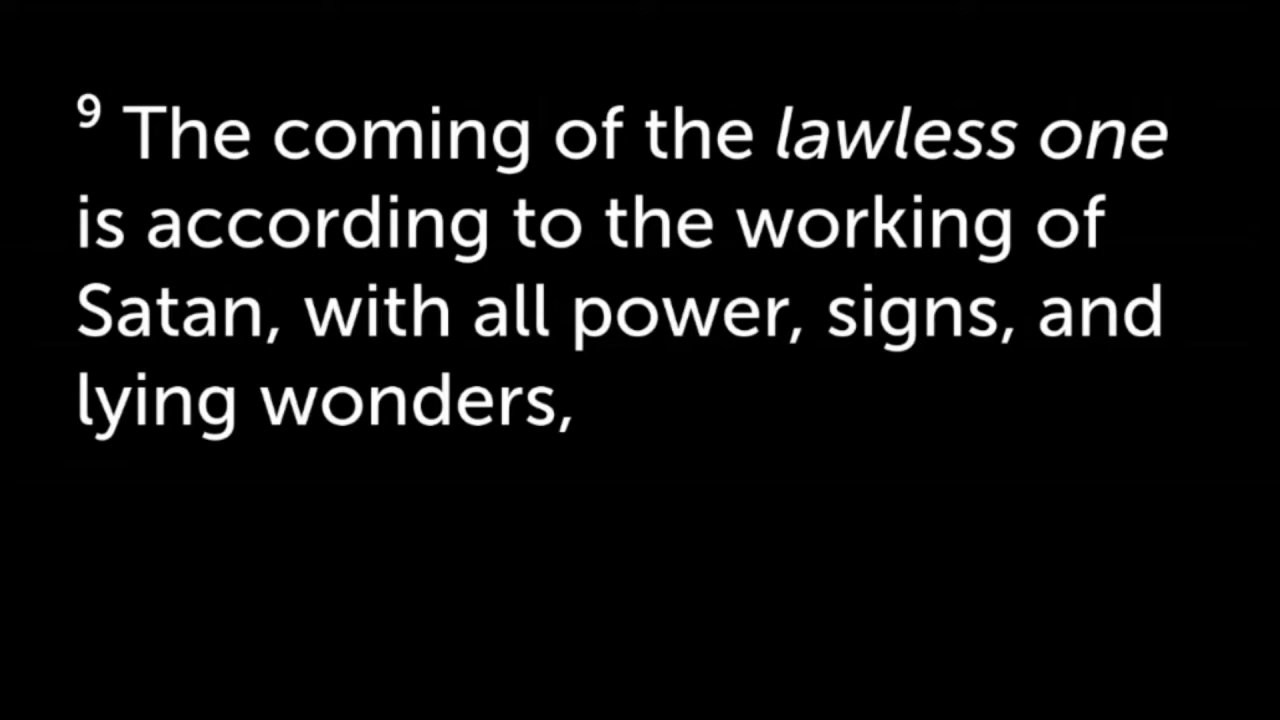 9 The coming of the lawless one
is according to the working of
Satan, with all power, signs, and
lying wonders,